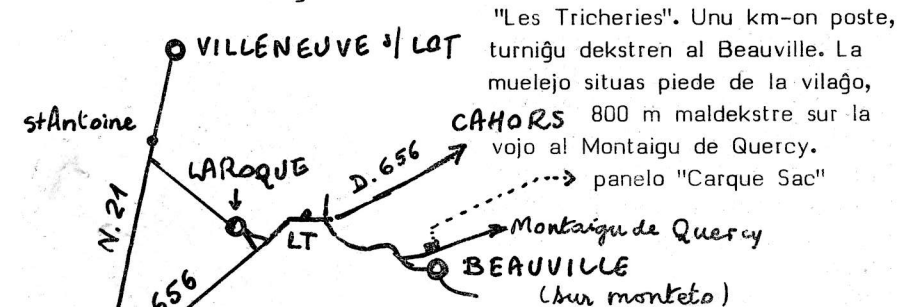 "Les Tricheries". Unu km-on poste,
turniĝu dekstren al Beauville. La
muelejo situas piede de la vilaĝo,
800 m maldekstre sur la
vojo al Montaigu de Quercy.
panelo "Carque Sac"
VILLENEUVE s/ LOT
st Antoine
CAHORS
LAROQUE
D.656
N.21
LT
Montaigu de Quercy
BEAUVILLE
(sur monteto)
656